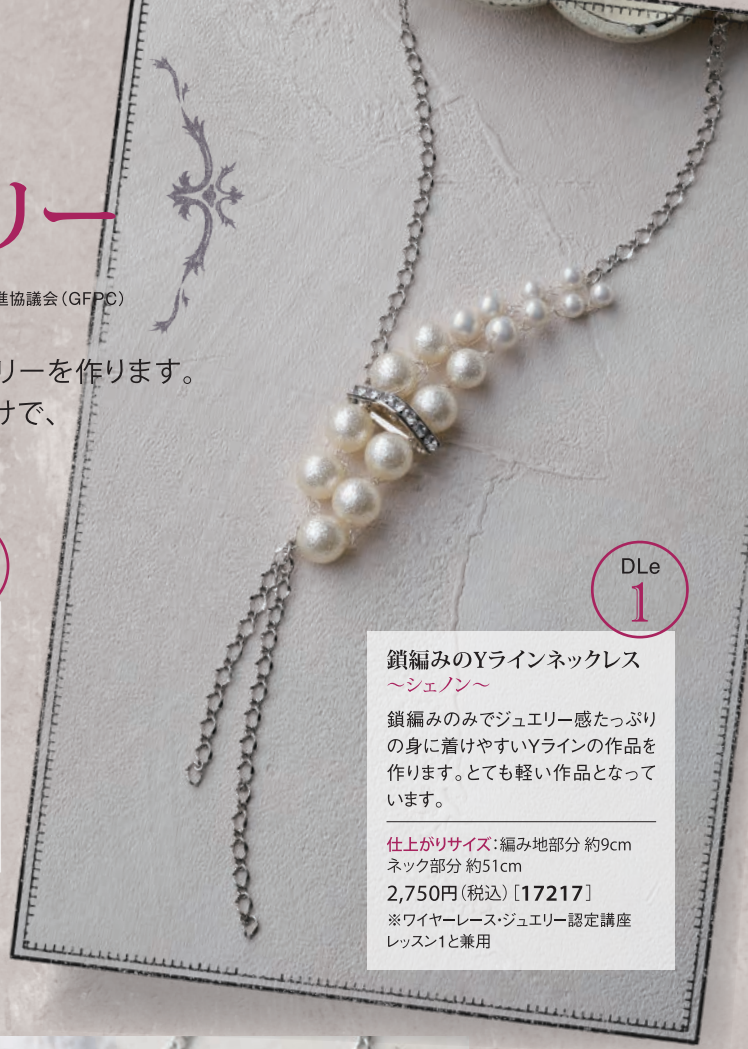 リー
進協議会(GFPC)
リーを作ります。
けで、
DLe
1
鎖編みのYラインネックレス
~シェノン~
鎖編みのみでジュエリー感たっぷり
の身に着けやすいYラインの作品を
作ります。とても軽い作品となって
います。
仕上がりサイズ:編み地部分 約9cm
ネック部分 約51cm
2,750円(税込)[17217]
※ワイヤーレース・ジュエリー認定講座
レッスン1と兼用